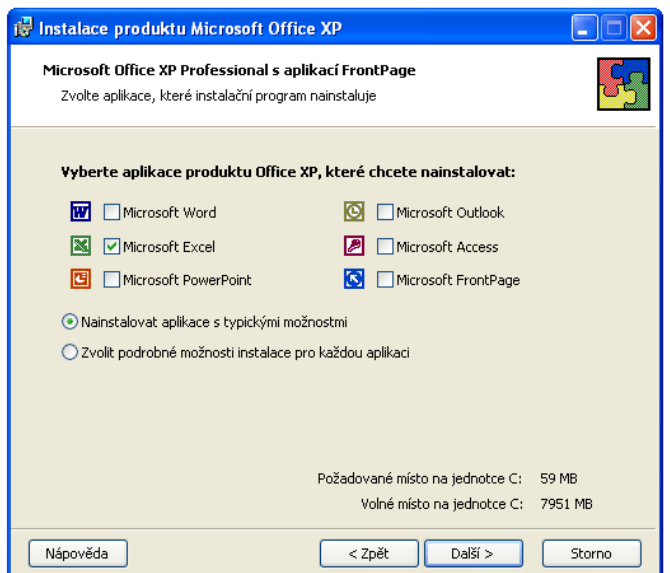 Instalace produktu Microsoft Office XP
Microsoft Office XP Professional s aplikací FrontPage
Zvolte aplikace, které instalační program nainstaluje
Vyberte aplikace produktu Office XP, které chcete nainstalovat:
Microsoft Word
Microsoft Outlook
Microsoft Excel
Microsoft Access
Microsoft PowerPoint
Microsoft FrontPage
Nainstalovat aplikace s typickými možnostmi
Zvolit podrobné možnosti instalace pro každou aplikaci
Požadované místo na jednotce C: 59 MB
Volné místo na jednotce C: 7951 MB
Nápověda < Zpět Další > Storno